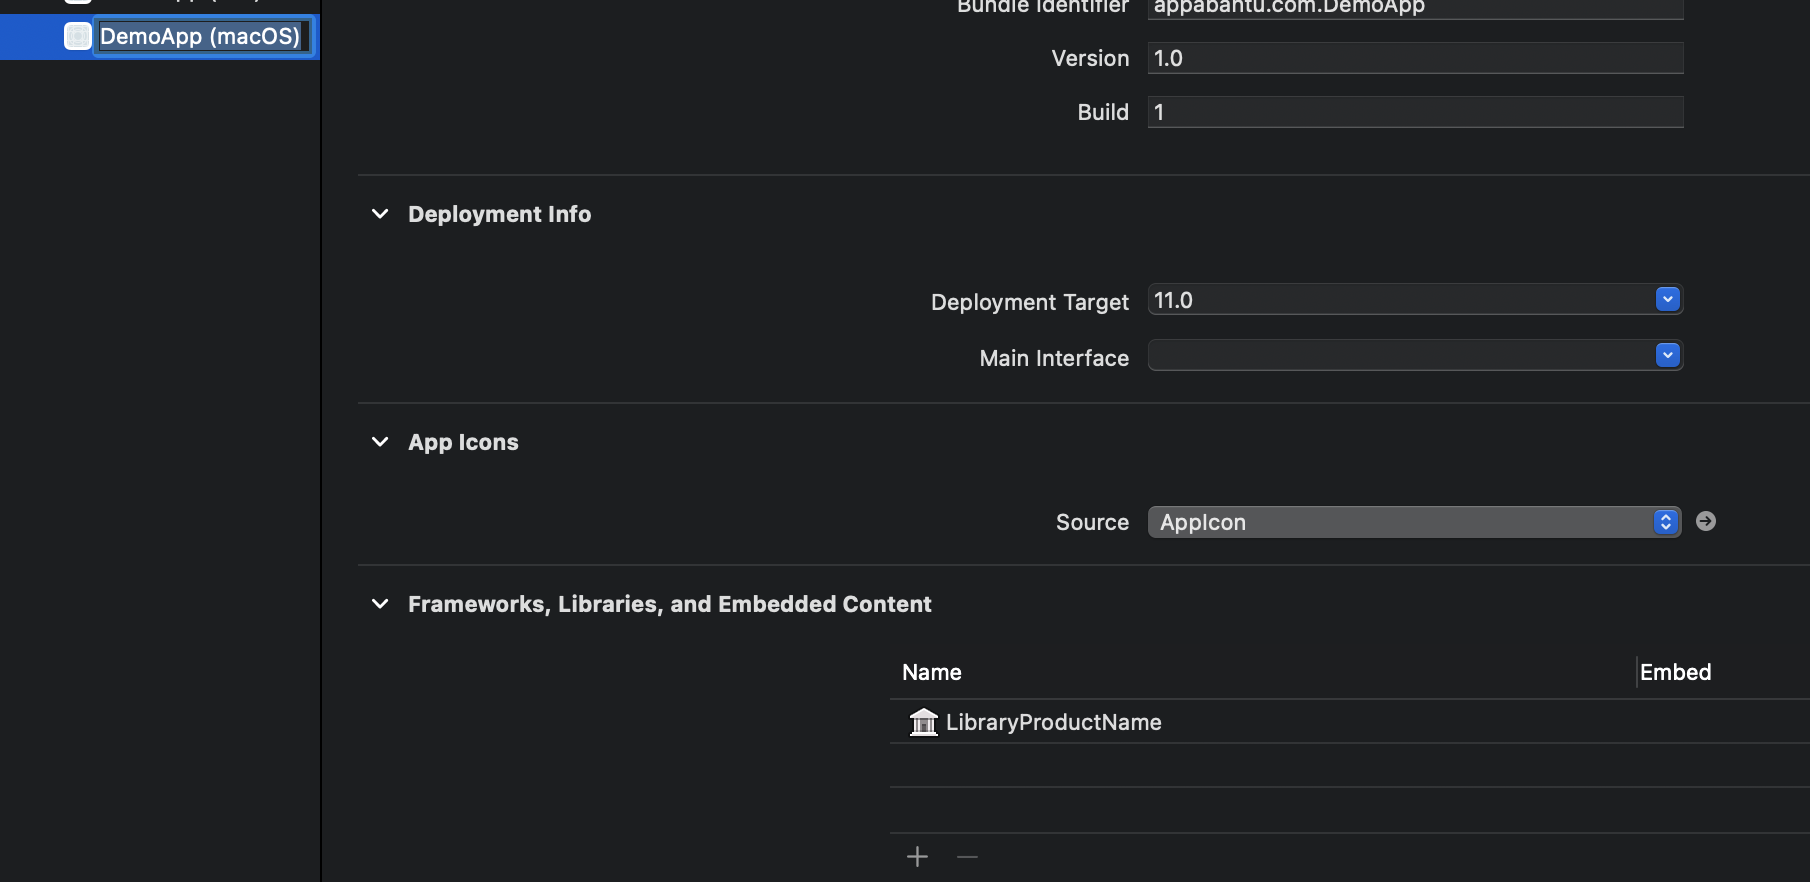 DemoApp (macOS)
Bundle Identifier appabantu.com.DemoApp
Version 1.0
Build 1
Deployment Info
Deployment Target 11.0
Main Interface
App Icons
Source AppIcon
Frameworks, Libraries, and Embedded Content
Name Embed
LibraryProductName